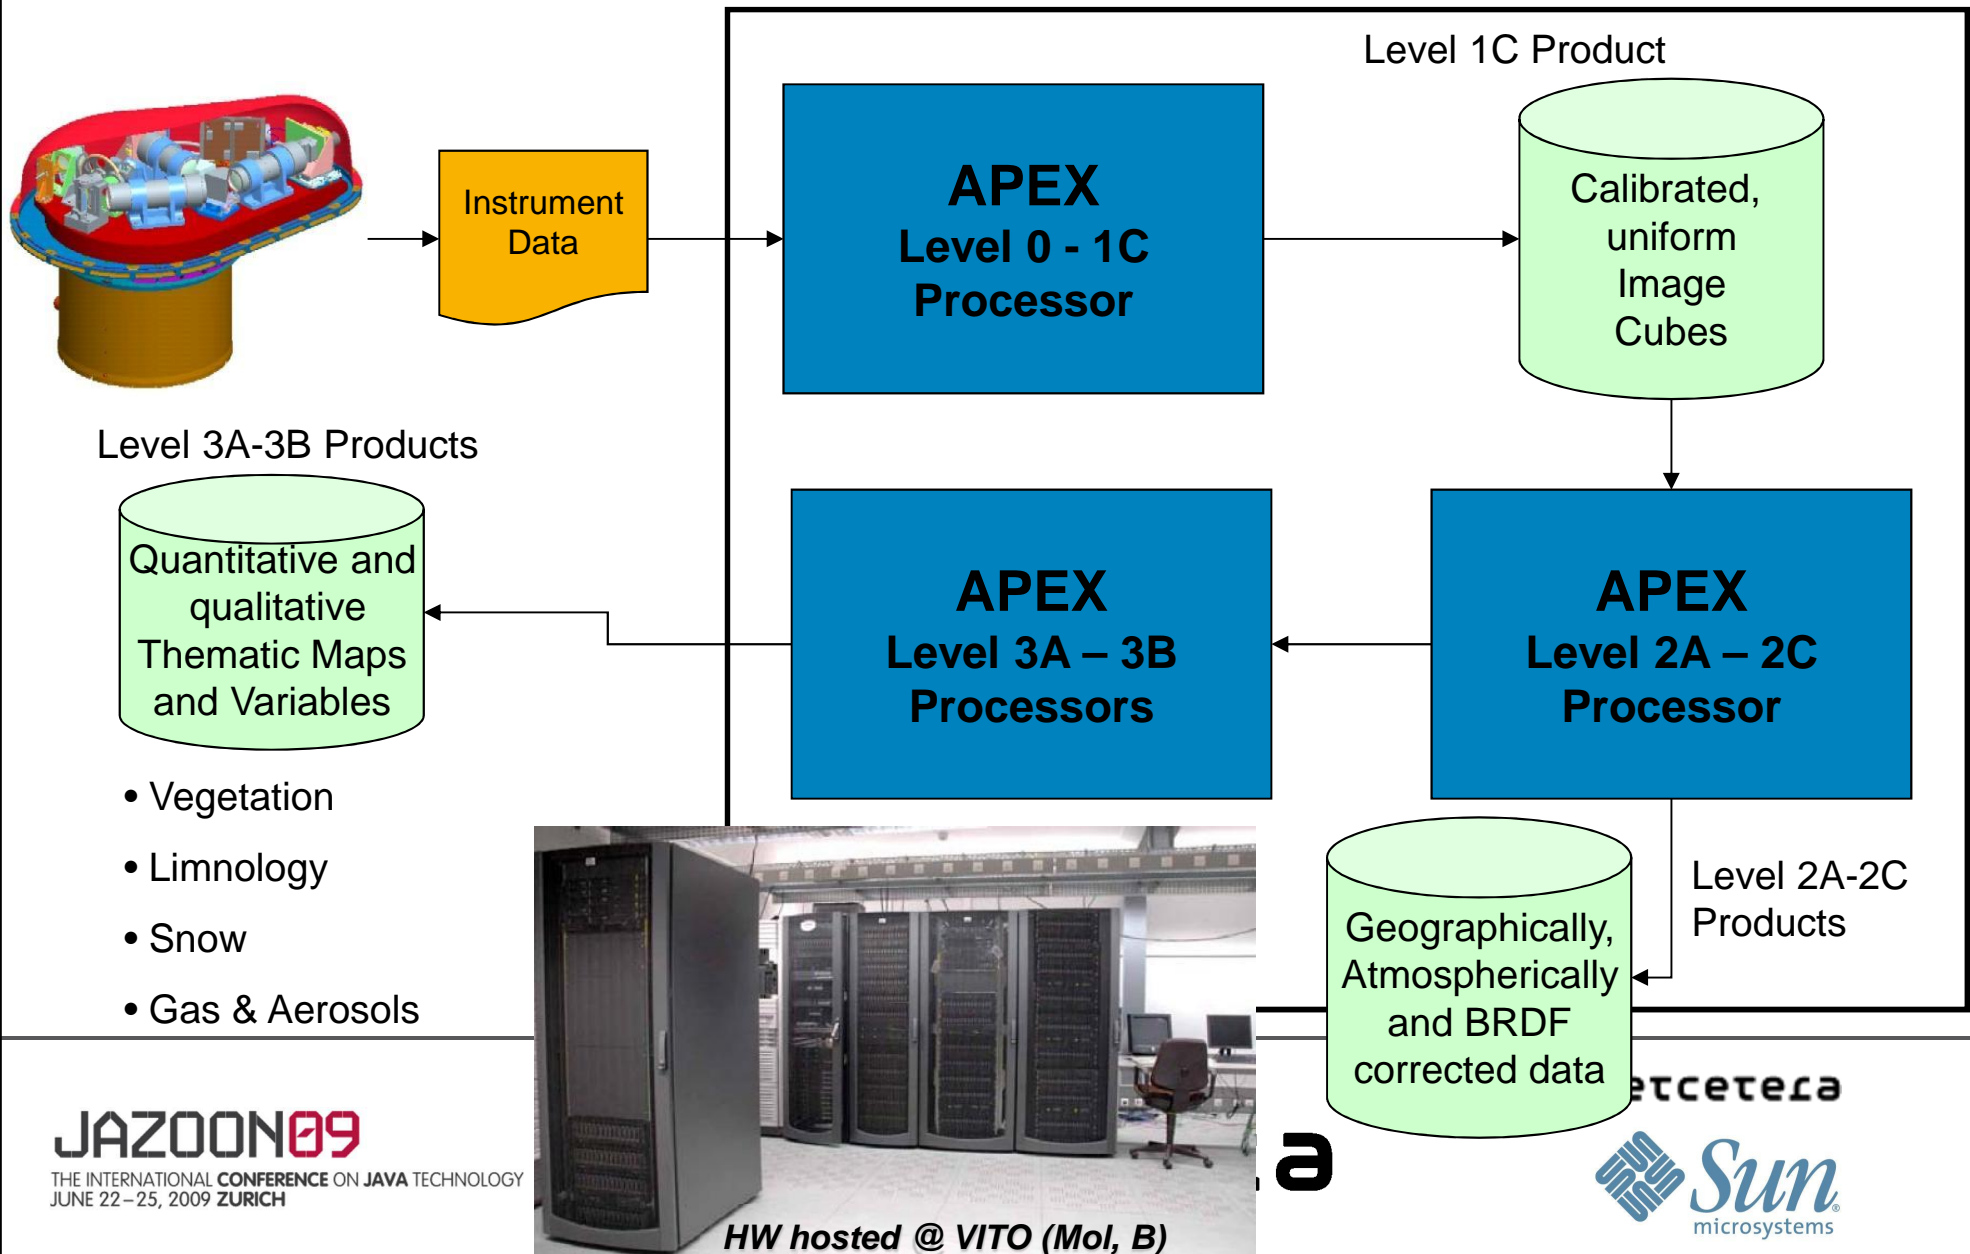 Level 1C Product
Instrument
Data
APEX
Level 0 - 1C
Processor
Calibrated,
uniform
Image
Cubes
Level 3A-3B Products
Quantitative and
qualitative
Thematic Maps
and Variables
APEX
Level 3A – 3B
Processors
APEX
Level 2A – 2C
Processor
• Vegetation
• Limnology
• Snow
• Gas & Aerosols
Level 2A-2C
Products
Geographically,
Atmospherically
and BRDF
corrected data
JAZOON09
THE INTERNATIONAL CONFERENCE ON JAVA TECHNOLOGY
JUNE 22–25, 2009 ZURICH
HW hosted @ VITO (Mol, B)
a
etcetera
Sun
microsystems